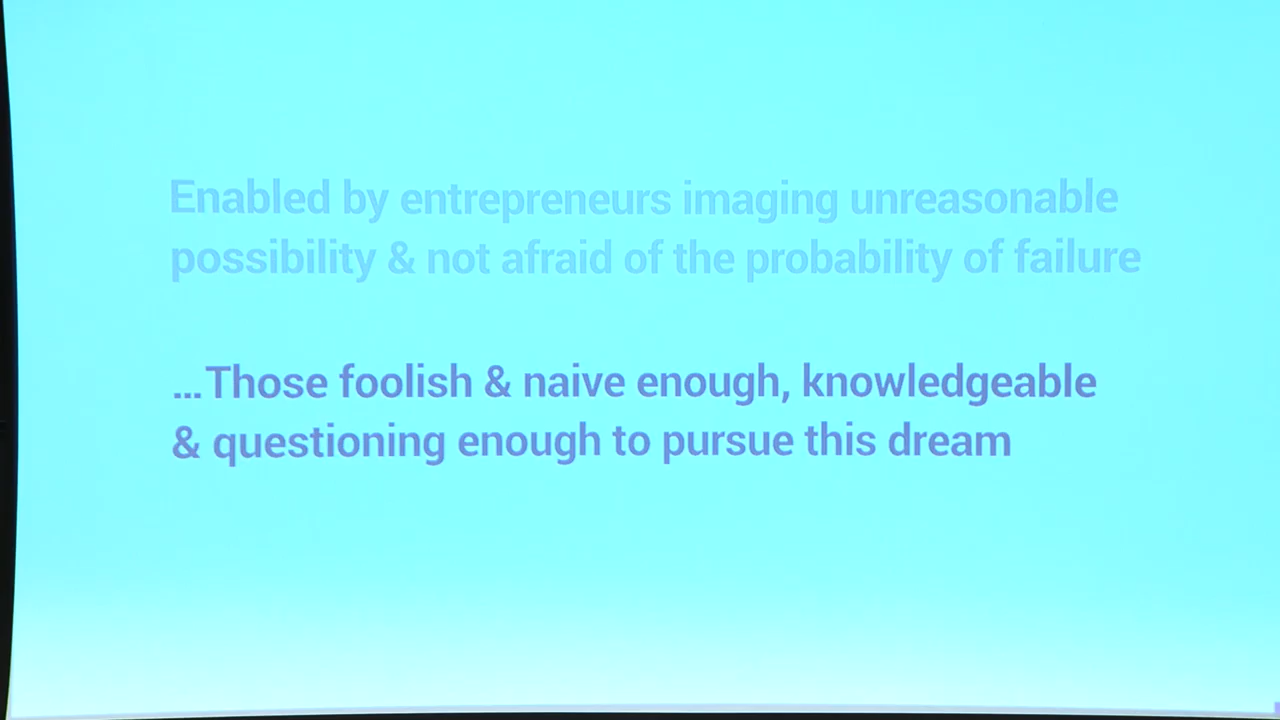 Enabled by entrepreneurs imaging unreasonable
possibility & not afraid of the probability of failure
...Those foolish & naive enough, knowledgeable
& questioning enough to pursue this dream